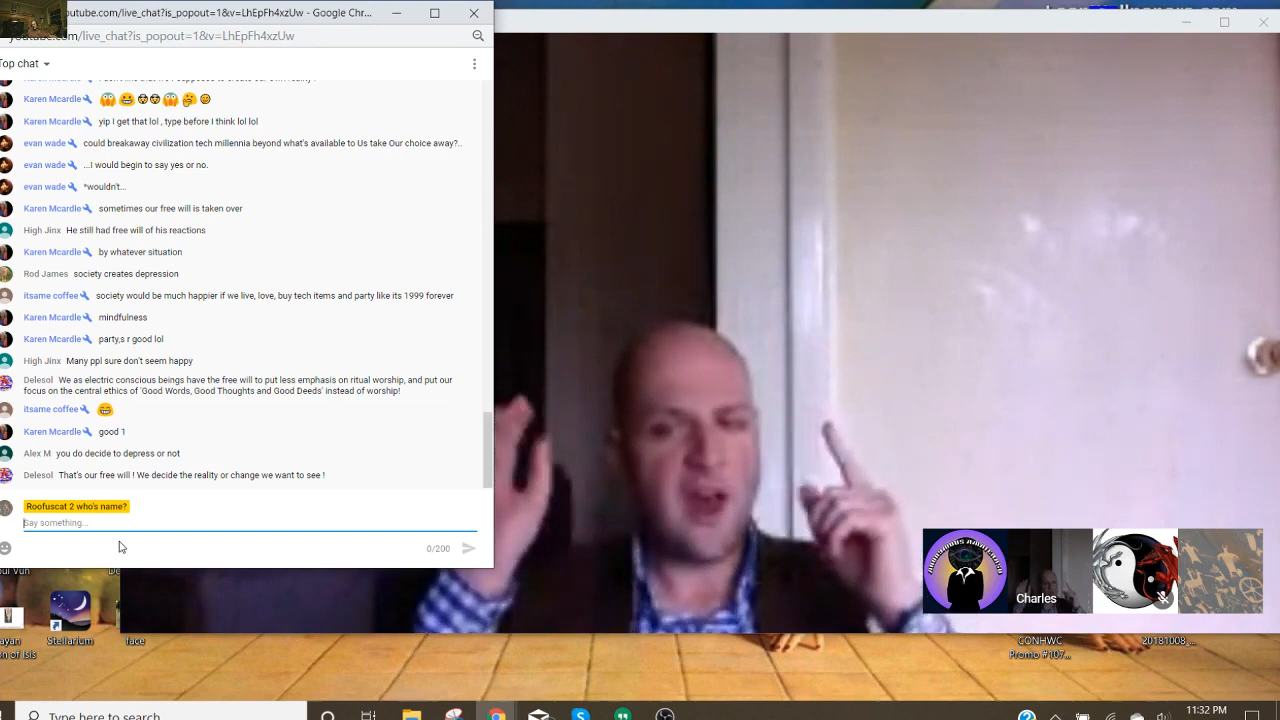 utube.com/live_chat?is_popout=1&v=LhEpFh4xzUw - Google Chr...
youtube.com/live_chat?is_popout=1&v=LhEpFh4xzUw
Top chat
Karen Mcardle
Karen Mcardle
Karen Mcardle yip I get that lol , type before I think lol lol
evan wade could breakaway civilization tech millennia beyond what's available to Us take Our choice away?..
evan wade ...I would begin to say yes or no.
evan wade *wouldn't...
Karen Mcardle sometimes our free will is taken over
High Jinx He still had free will of his reactions
Karen Mcardle by whatever situation
Rod James society creates depression
itsame coffee society would be much happier if we live, love, buy tech items and party like its 1999 forever
Karen Mcardle mindfulness
Karen Mcardle party,s r good lol
High Jinx Many ppl sure don't seem happy
Delesol We as electric conscious beings have the free will to put less emphasis on ritual worship, and put our
focus on the central ethics of 'Good Words, Good Thoughts and Good Deeds' instead of worship!
itsame coffee
Karen Mcardle good 1
Alex M you do decide to depress or not
Delesol That's our free will ! We decide the reality or change we want to see !
Roofuscat 2 who's name?
Say something...
0/200
Charles
Stellarium
face
on of Isis
CONHWC
Promo #107...
20181008_...
Type here to search
11:32 PM